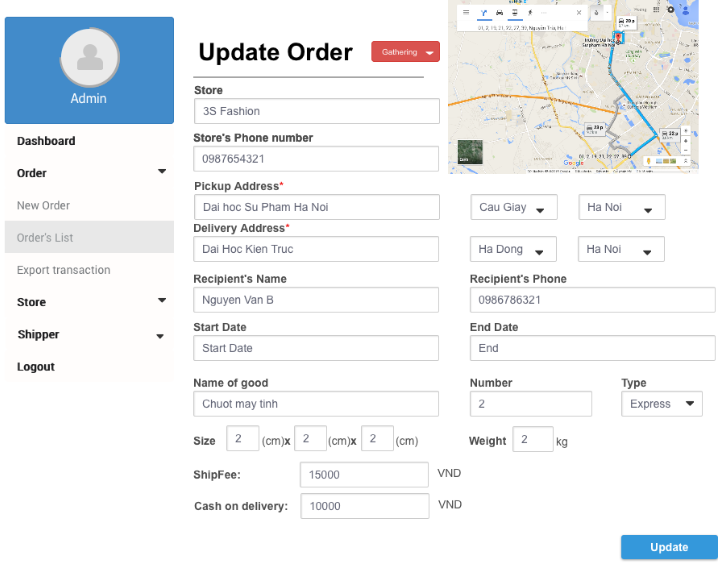 Admin
Dashboard
Order
New Order
Order's List
Export transaction
Store
Shipper
Logout
Update Order
Gathering
Store
3S Fashion
Store's Phone number
0987654321
Pickup Address*
Dai hoc Su Pham Ha Noi
Cau Giay
Ha Noi
Delivery Address*
Dai Hoc Kien Truc
Ha Dong
Ha Noi
Recipient's Name
Nguyen Van B
Recipient's Phone
0986786321
Start Date
Start Date
End Date
End
Name of good
Chuot may tinh
Number
2
Type
Express
Size 2 (cm)x 2 (cm)x 2 (cm)
Weight 2 kg
ShipFee: 15000 VND
Cash on delivery: 10000 VND
Update
Google